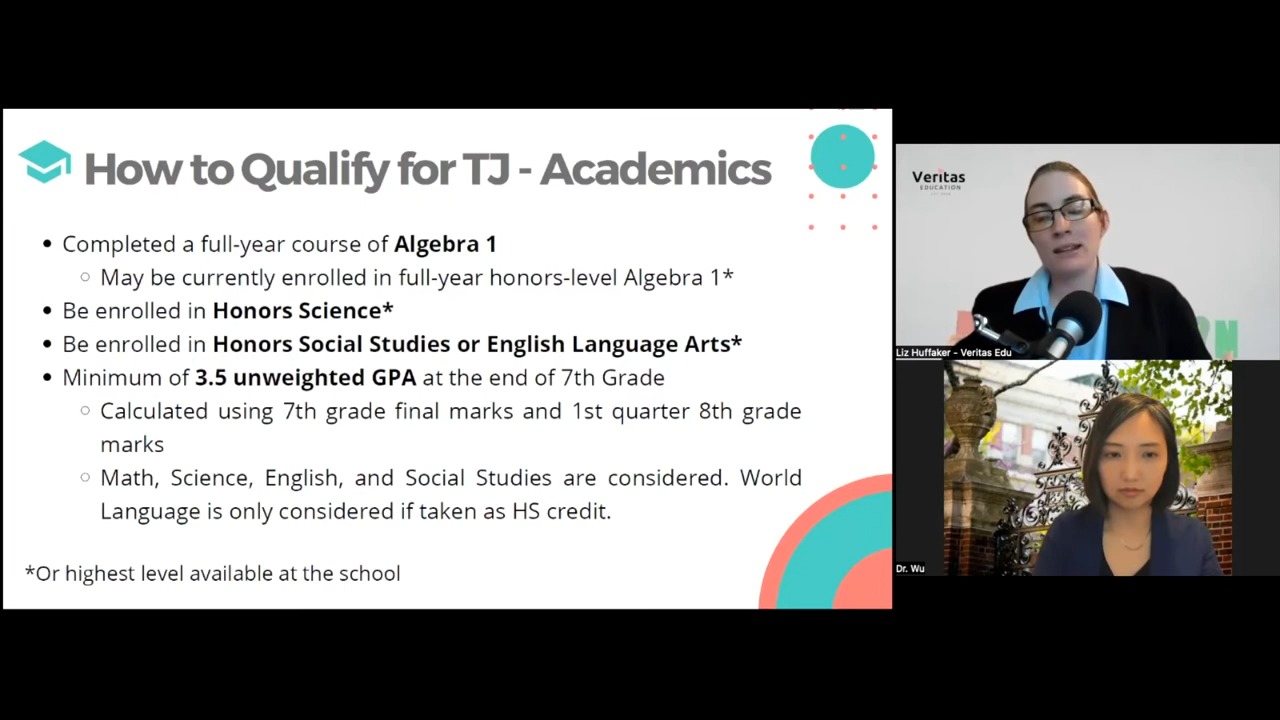 How to Qualify for TJ - Academics
• Completed a full-year course of Algebra 1
○ May be currently enrolled in full-year honors-level Algebra 1*
• Be enrolled in Honors Science*
• Be enrolled in Honors Social Studies or English Language Arts*
• Minimum of 3.5 unweighted GPA at the end of 7th Grade
○ Calculated using 7th grade final marks and 1st quarter 8th grade
marks
○ Math, Science, English, and Social Studies are considered. World
Language is only considered if taken as HS credit.
*Or highest level available at the school
Veritas
EDUCATION
Liz Huffaker - Veritas Edu
Dr. Wu